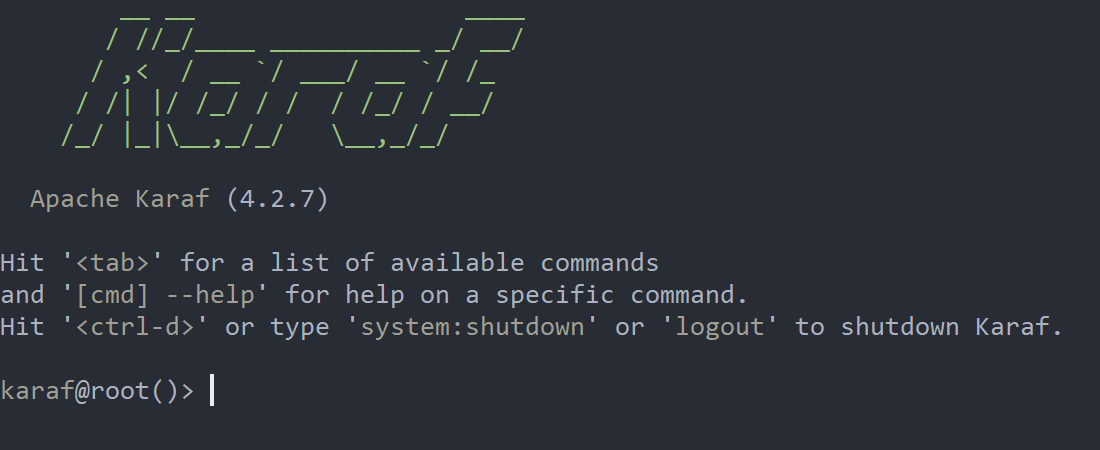 Karaf
Apache Karaf (4.2.7)
Hit '<tab>' for a list of available commands
and '[cmd] --help' for help on a specific command.
Hit '<ctrl-d>' or type 'system:shutdown' or 'logout' to shutdown Karaf.
karaf@root()>